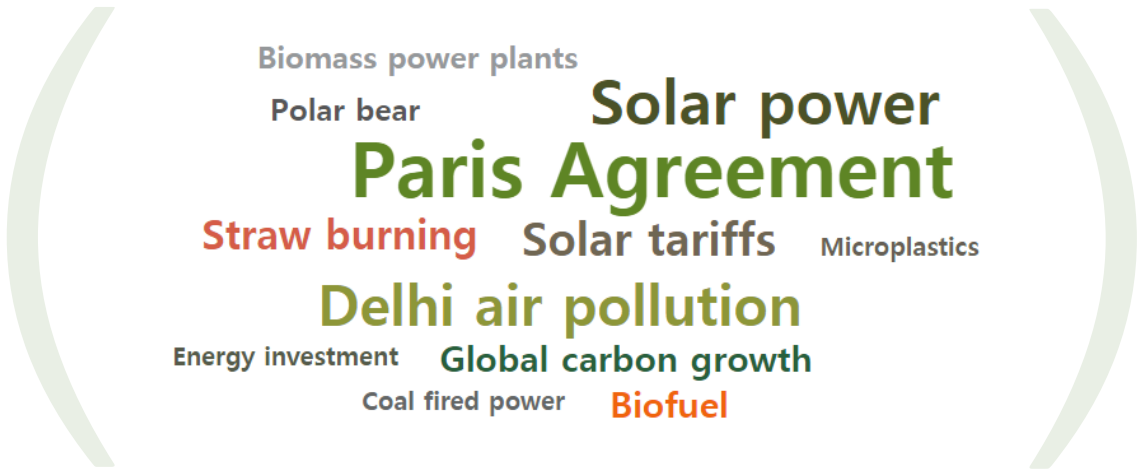 Biomass power plants
Polar bear
Solar power
Paris Agreement
Straw burning
Solar tariffs
Microplastics
Delhi air pollution
Energy investment
Global carbon growth
Coal fired power
Biofuel